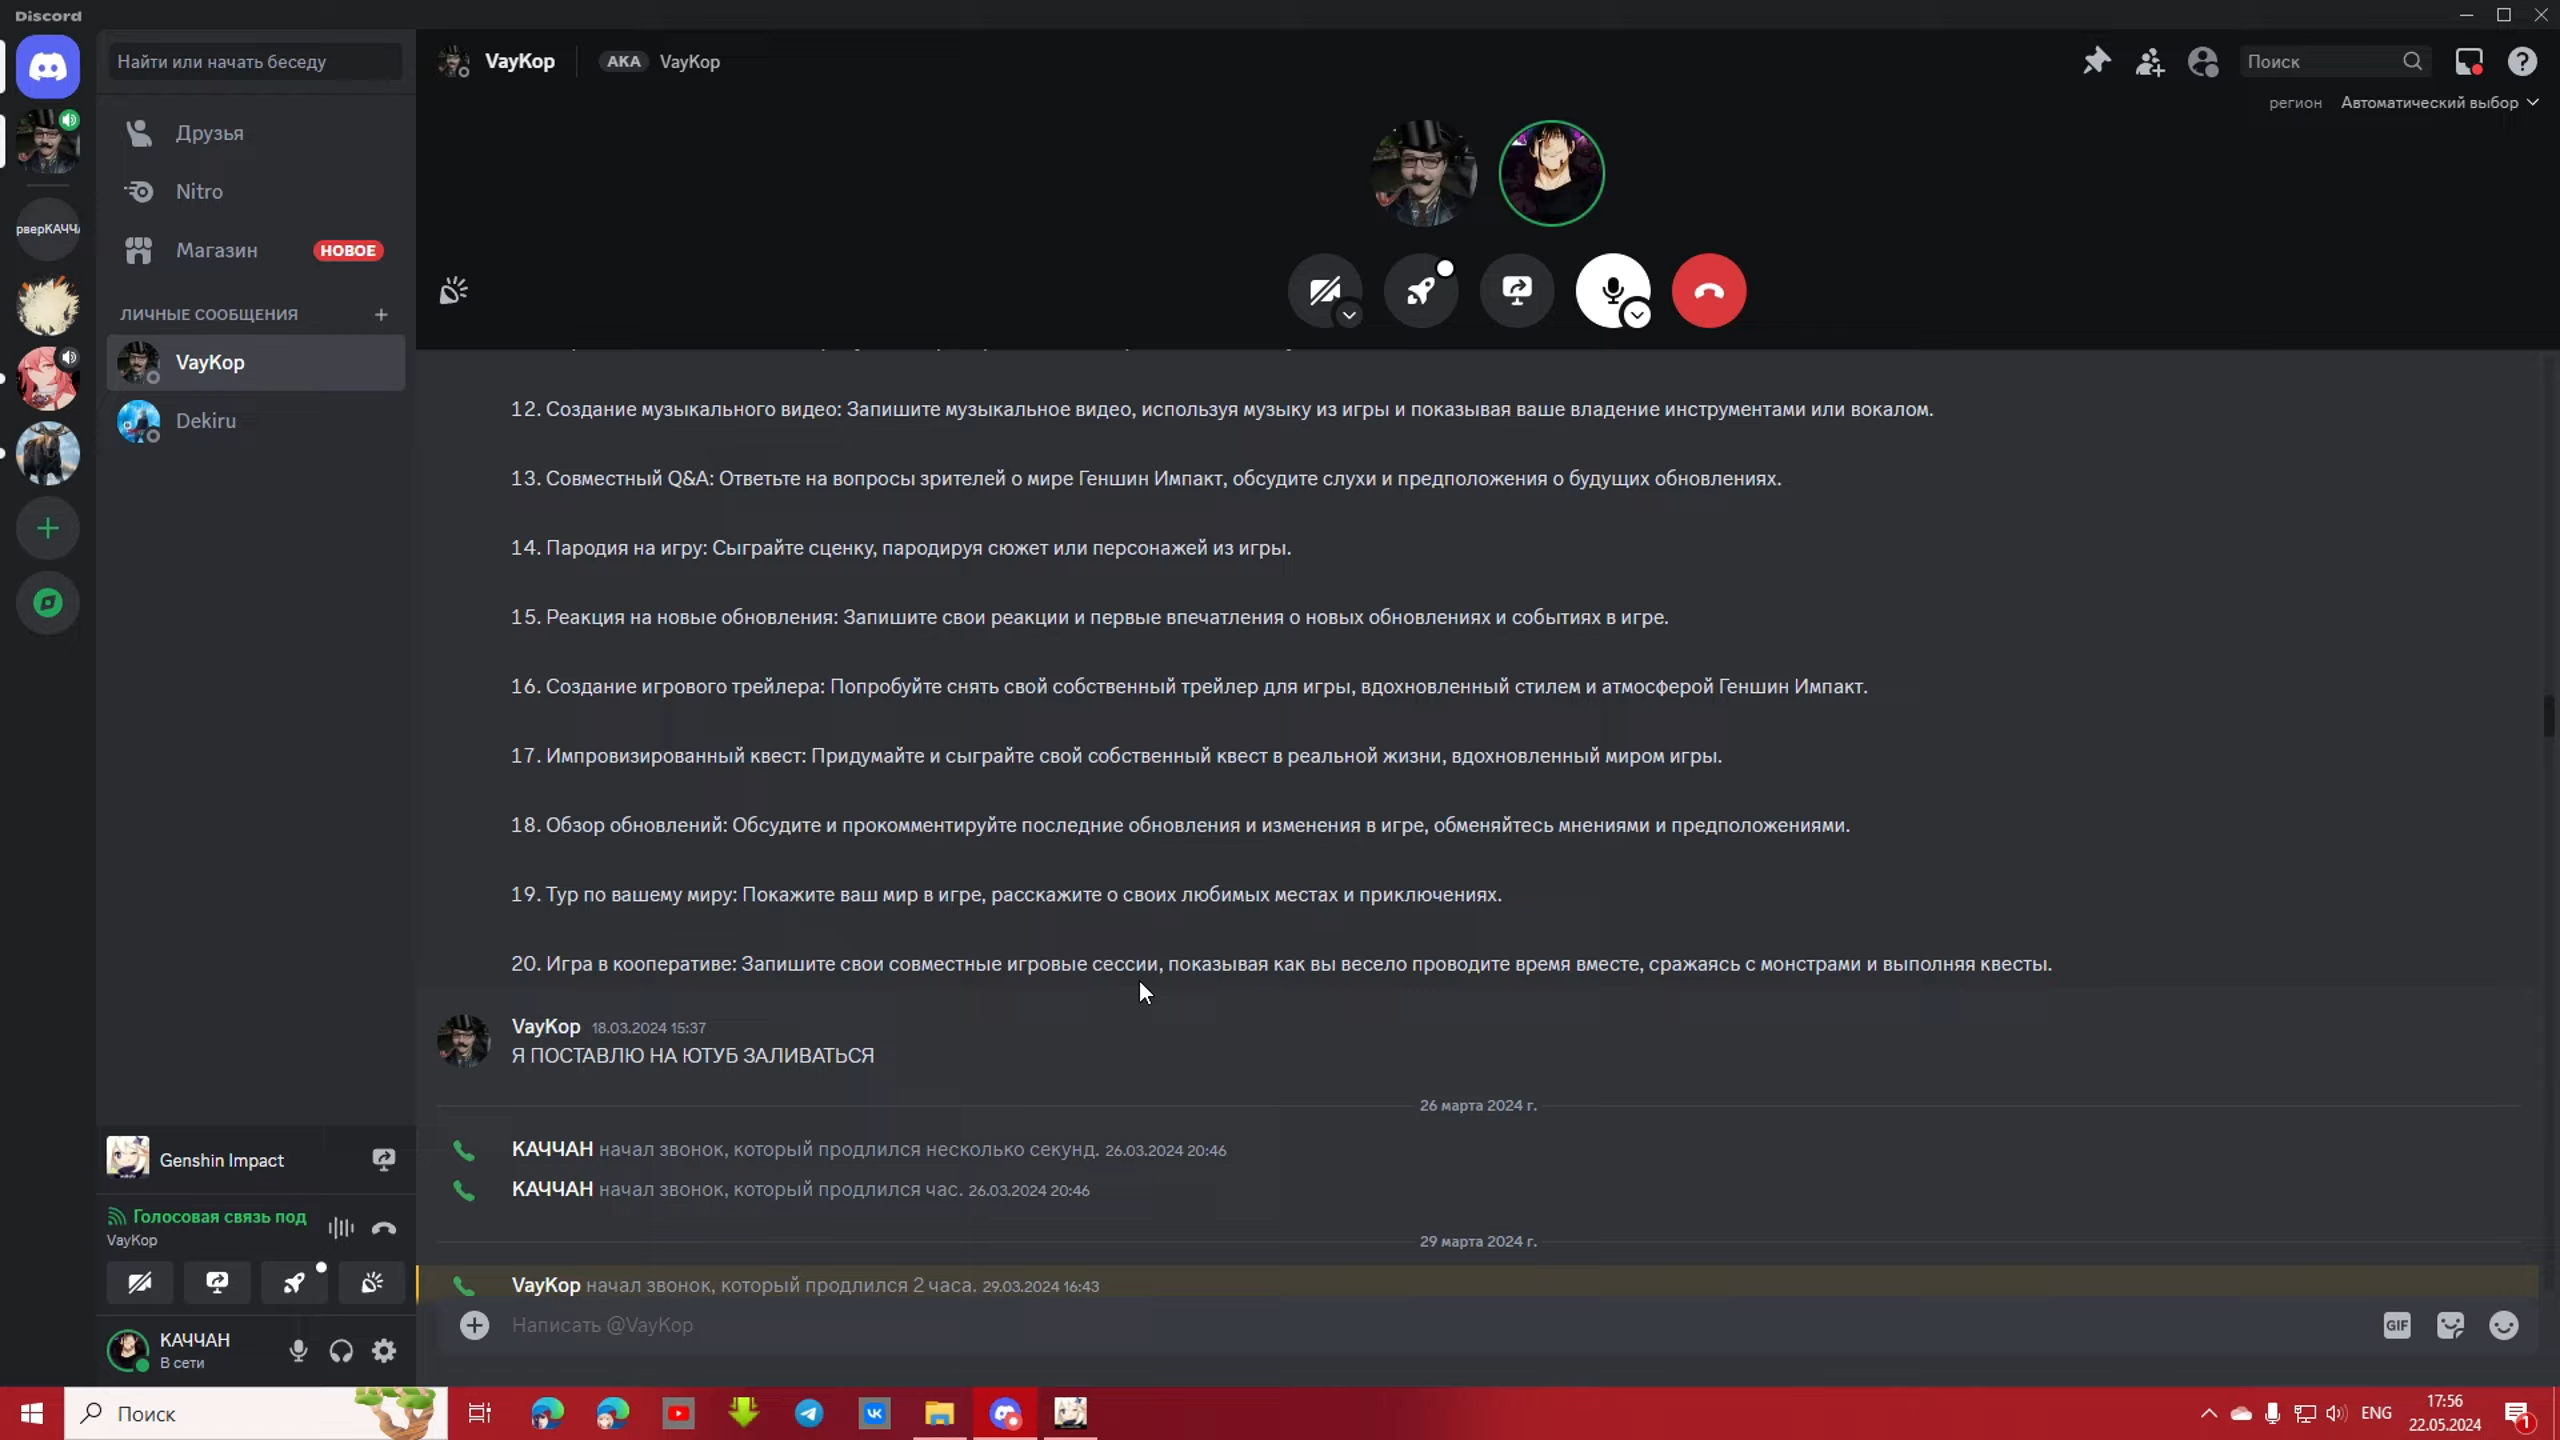 Discord
Найти или начать беседу
VayKop
AKA
VayKop
Поиск
регион
Автоматический выбор
Друзья
Nitro
Магазин
НОВОЕ
ЛИЧНЫЕ СООБЩЕНИЯ
VayKop
Dekiru
рверКАЧЧ
12. Создание музыкального видео: Запишите музыкальное видео, используя музыку из игры и показывая ваше владение инструментами или вокалом.
13. Совместный Q&A: Ответьте на вопросы зрителей о мире Геншин Импакт, обсудите слухи и предположения о будущих обновлениях.
14. Пародия на игру: Сыграйте сценку, пародируя сюжет или персонажей из игры.
15. Реакция на новые обновления: Запишите свои реакции и первые впечатления о новых обновлениях и событиях в игре.
16. Создание игрового трейлера: Попробуйте снять свой собственный трейлер для игры, вдохновленный стилем и атмосферой Геншин Импакт.
17. Импровизированный квест: Придумайте и сыграйте свой собственный квест в реальной жизни, вдохновленный миром игры.
18. Обзор обновлений: Обсудите и прокомментируйте последние обновления и изменения в игре, обменяйтесь мнениями и предположениями.
19. Тур по вашему миру: Покажите ваш мир в игре, расскажите о своих любимых местах и приключениях.
20. Игра в кооперативе: Запишите свои совместные игровые сессии, показывая как вы весело проводите время вместе, сражаясь с монстрами и выполняя квесты.
VayKop 18.03.2024 15:37
Я ПОСТАВЛЮ НА ЮТУБ ЗАЛИВАТЬСЯ
26 марта 2024 г.
КАЧЧАН начал звонок, который продлился несколько секунд. 26.03.2024 20:46
КАЧЧАН начал звонок, который продлился час. 26.03.2024 20:46
29 марта 2024 г.
VayKop начал звонок, который продлился 2 часа. 29.03.2024 16:43
Написать @VayKop
GIF
Genshin Impact
Голосовая связь под
VayKop
КАЧЧАН
В сети
Поиск
ENG
17:56
22.05.2024
1